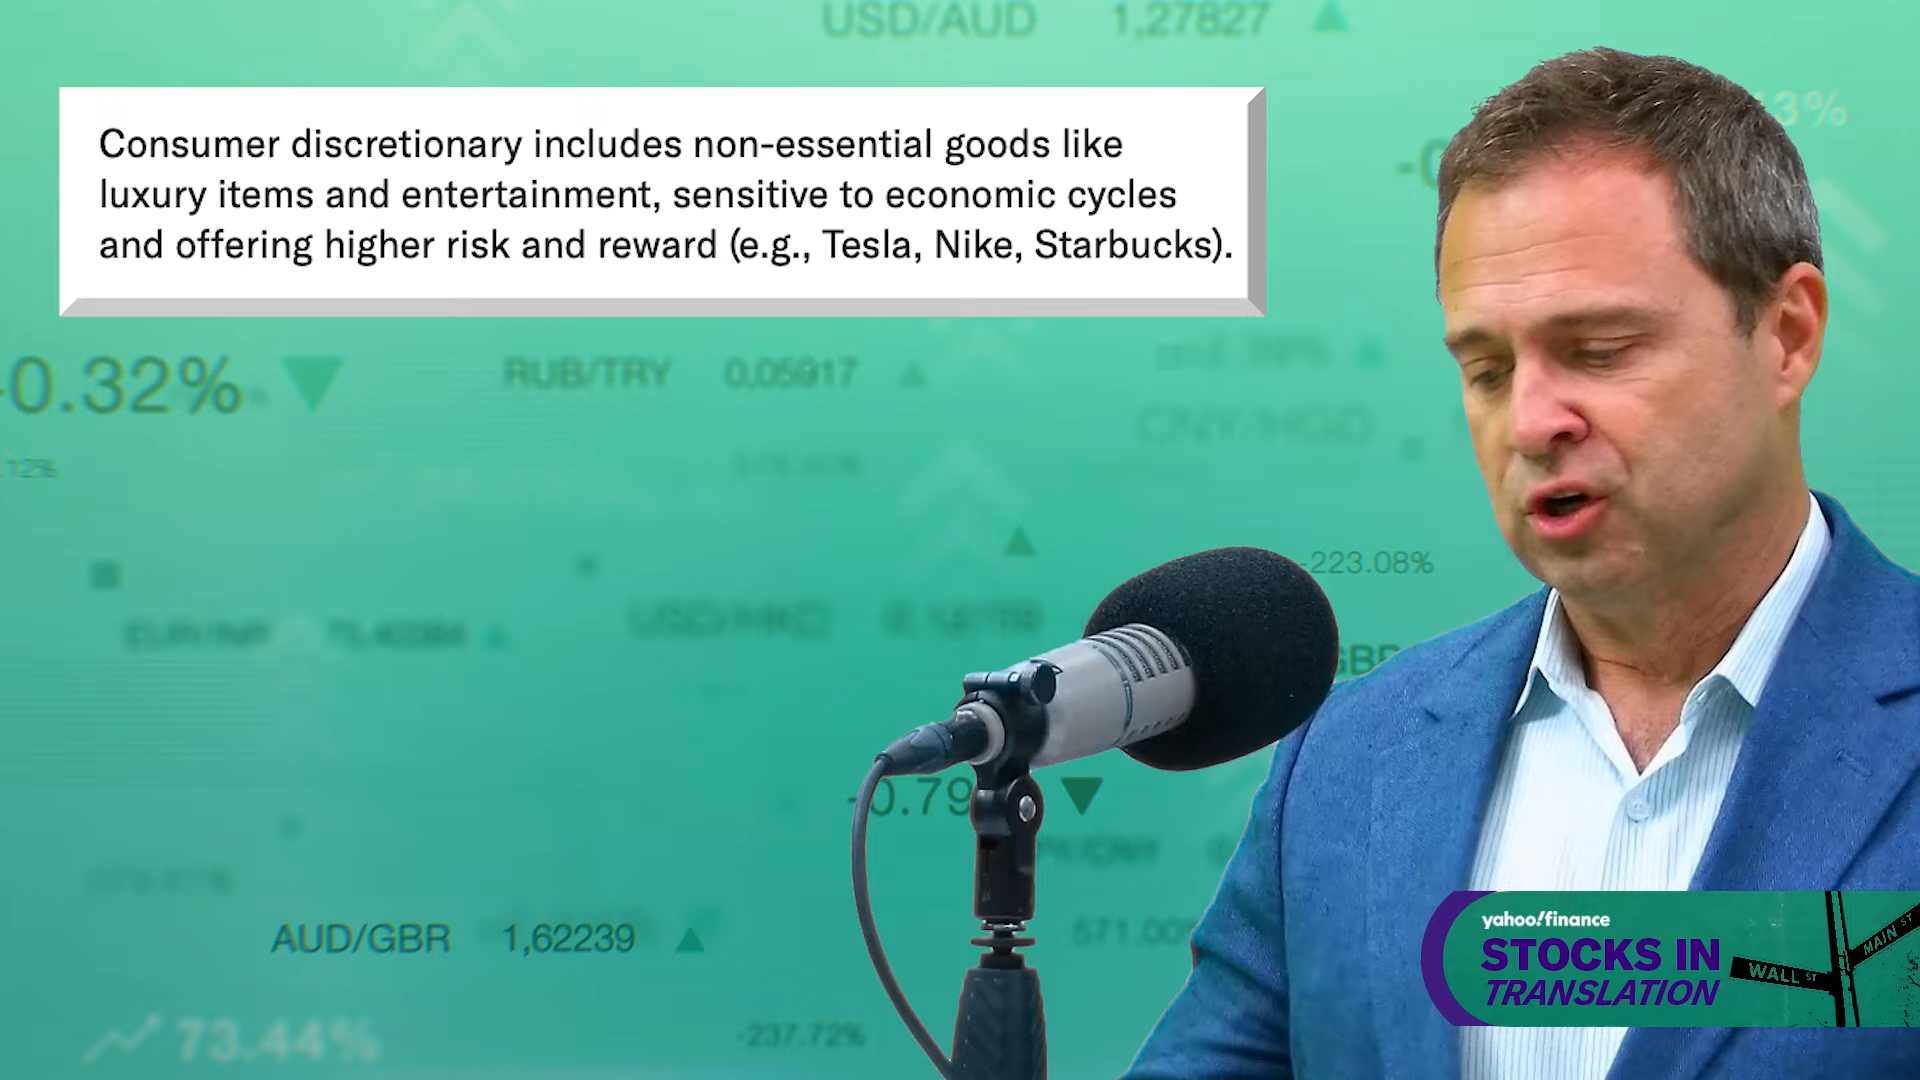 USD/AUD 1,27827
Consumer discretionary includes non-essential goods like
luxury items and entertainment, sensitive to economic cycles
and offering higher risk and reward (e.g., Tesla, Nike, Starbucks).
-0.32%
RUB/TRY 0,05917
-223.08%
-0.79
AUD/GBR 1,62239
73.44%
-237.72%
yahoo!finance
STOCKS IN
TRANSLATION
WALL ST
MAIN ST